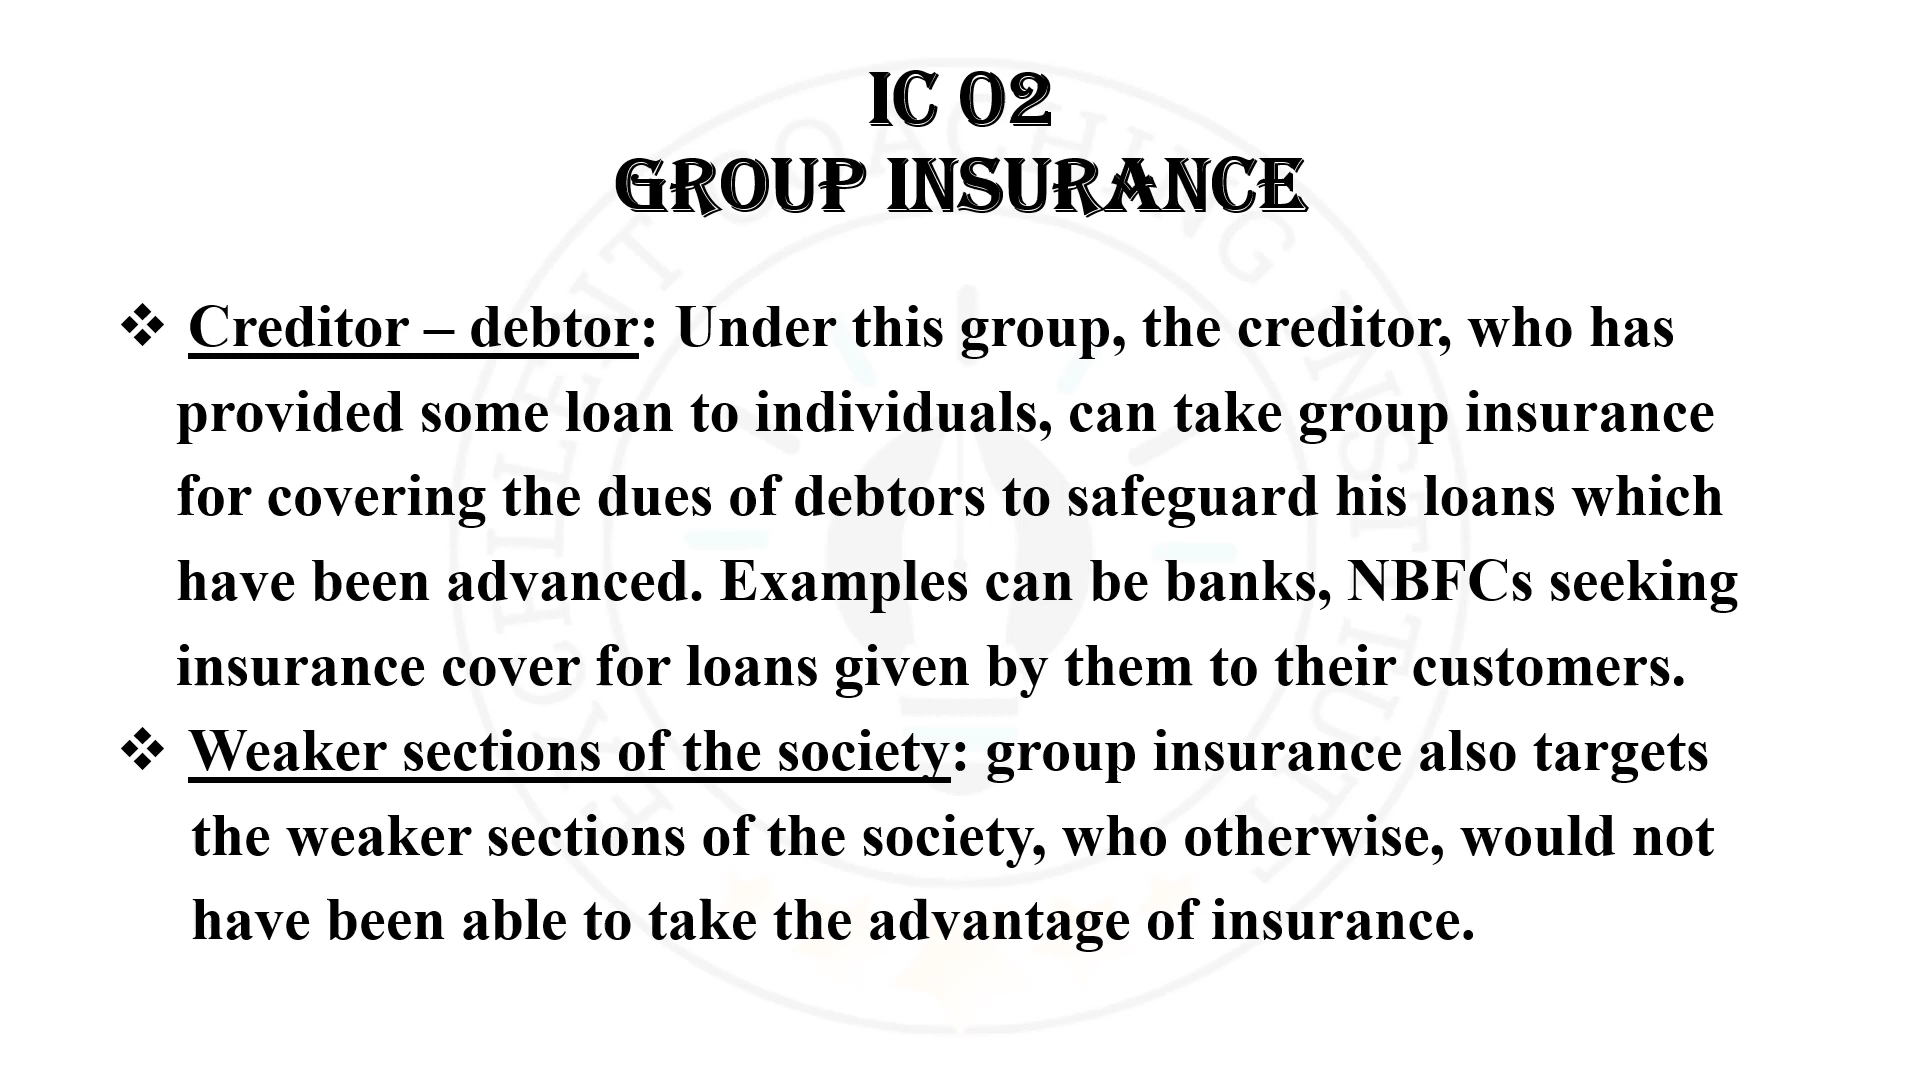 IC 02
GROUP INSURANCE
❖ Creditor – debtor: Under this group, the creditor, who has
provided some loan to individuals, can take group insurance
for covering the dues of debtors to safeguard his loans which
have been advanced. Examples can be banks, NBFCs seeking
insurance cover for loans given by them to their customers.
❖ Weaker sections of the society: group insurance also targets
the weaker sections of the society, who otherwise, would not
have been able to take the advantage of insurance.